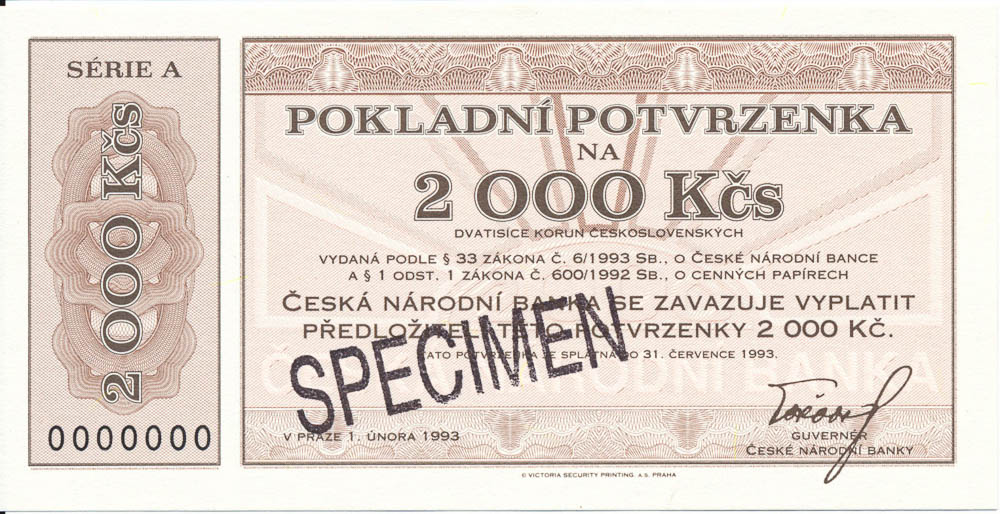 SÉRIE A
2 000 Kčs
0000000
POKLADNÍ POTVRZENKA
NA
2 000 Kčs
DVATISÍCE KORUN ČESKOSLOVENSKÝCH
VYDANÁ PODLE § 33 ZÁKONA Č. 6/1993 SB., O ČESKÉ NÁRODNÍ BANCE
A § 1 ODST. 1 ZÁKONA Č. 600/1992 SB., O CENNÝCH PAPÍRECH
ČESKÁ NÁRODNÍ BANKA SE ZAVAZUJE VYPLATIT
PŘEDLOŽITELI TÉTO POTVRZENKY 2 000 KČ.
TATO POTVRZENKA JE SPLATNÁ DO 31. ČERVENCE 1993.
ČESKÁ NÁRODNÍ BANKA
SPECIMEN
V PRAZE 1. ÚNORA 1993
GUVERNÉR
ČESKÉ NÁRODNÍ BANKY
© VICTORIA SECURITY PRINTING A. S. PRAHA